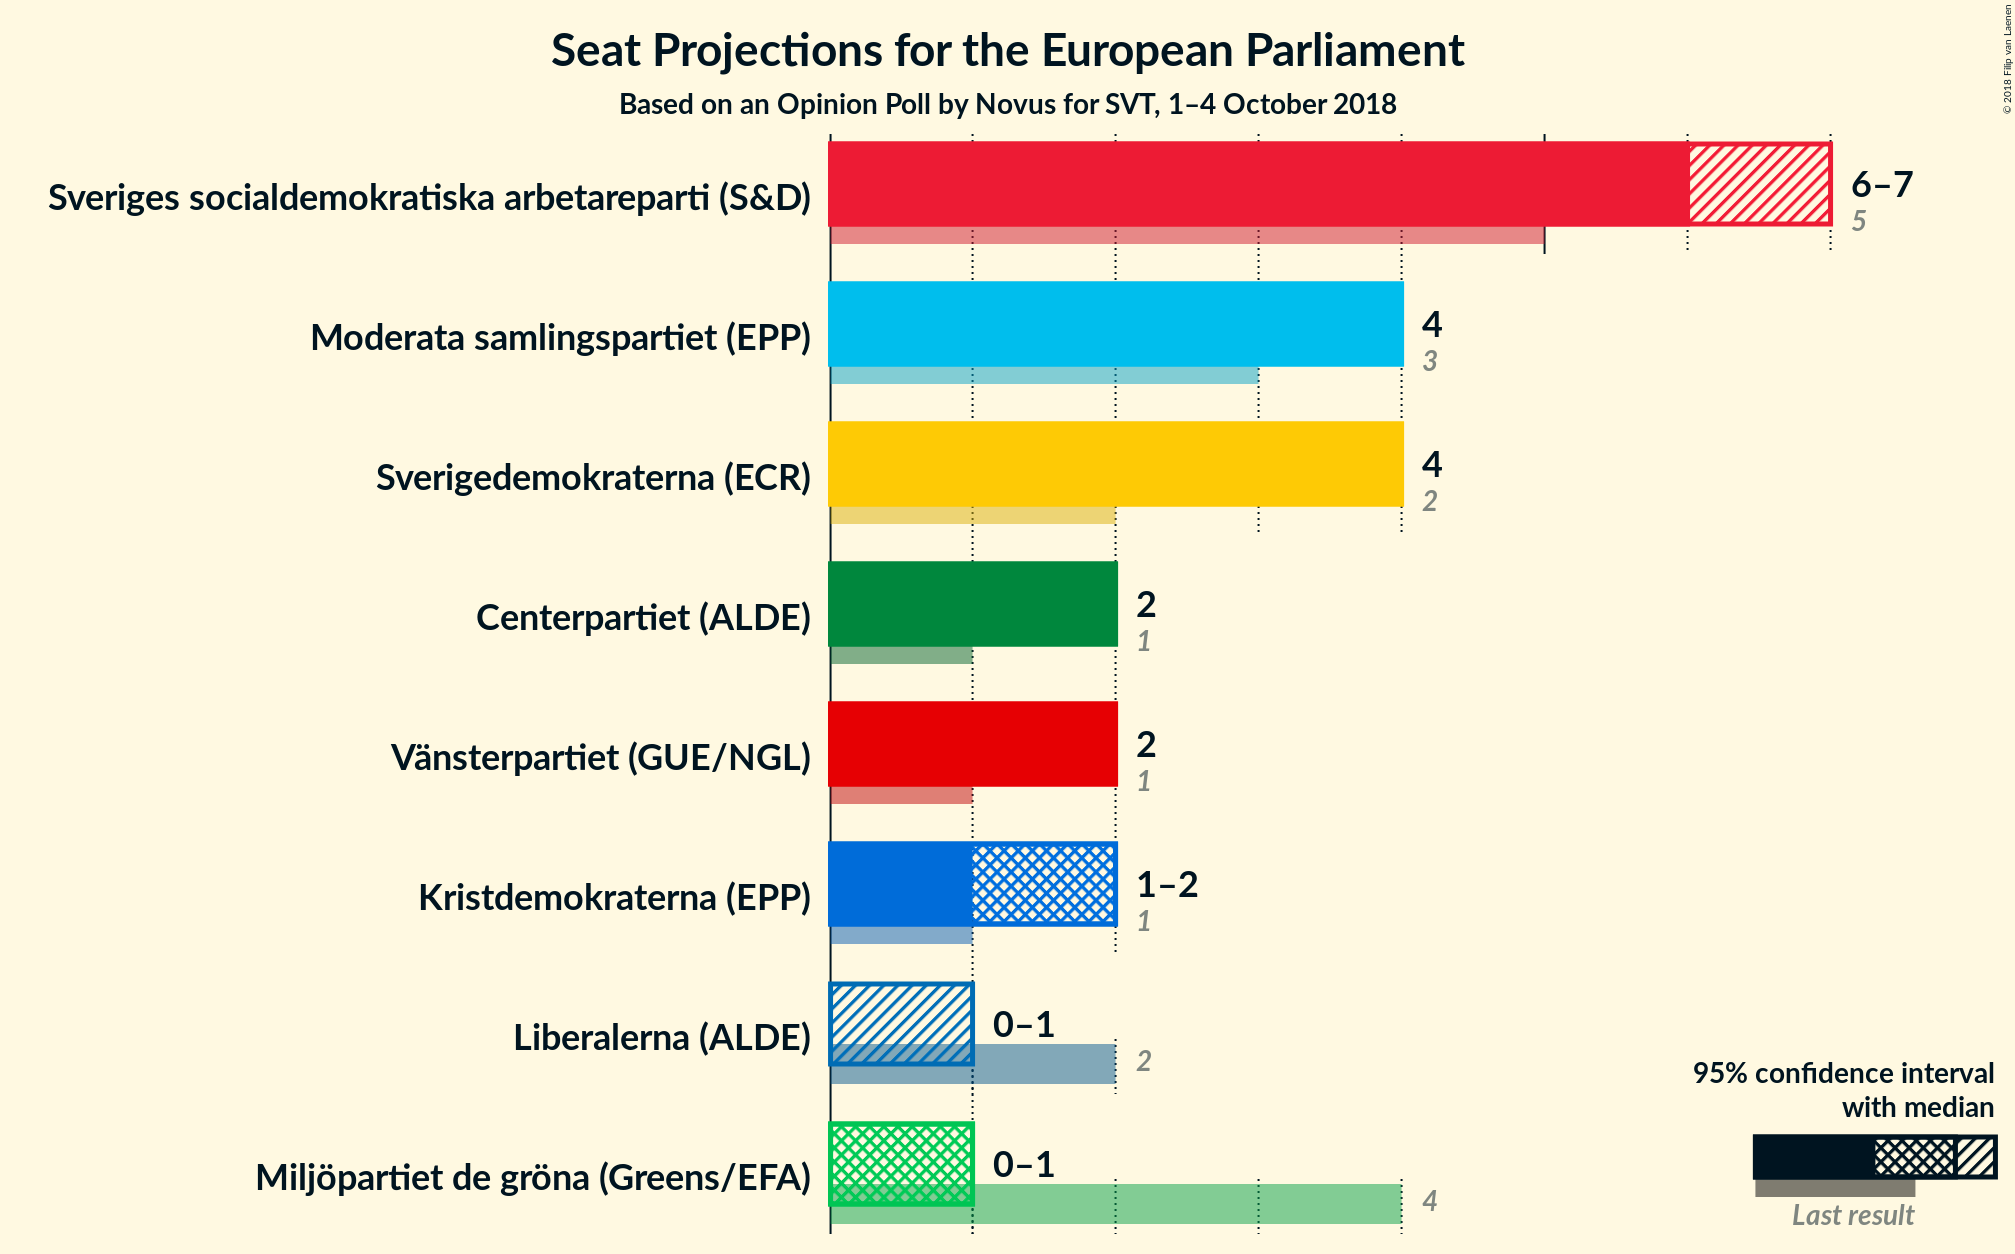 Seat Projections for the European Parliament
Based on an Opinion Poll by Novus for SVT, 1–4 October 2018
© 2018 Filip van Laenen
Sveriges socialdemokratiska arbetareparti (S&D)
6–7
5
Moderata samlingspartiet (EPP)
4
3
Sverigedemokraterna (ECR)
4
2
Centerpartiet (ALDE)
2
1
Vänsterpartiet (GUE/NGL)
2
1
Kristdemokraterna (EPP)
1–2
1
Liberalerna (ALDE)
0–1
2
Miljöpartiet de gröna (Greens/EFA)
0–1
4
95% confidence interval
with median
Last result